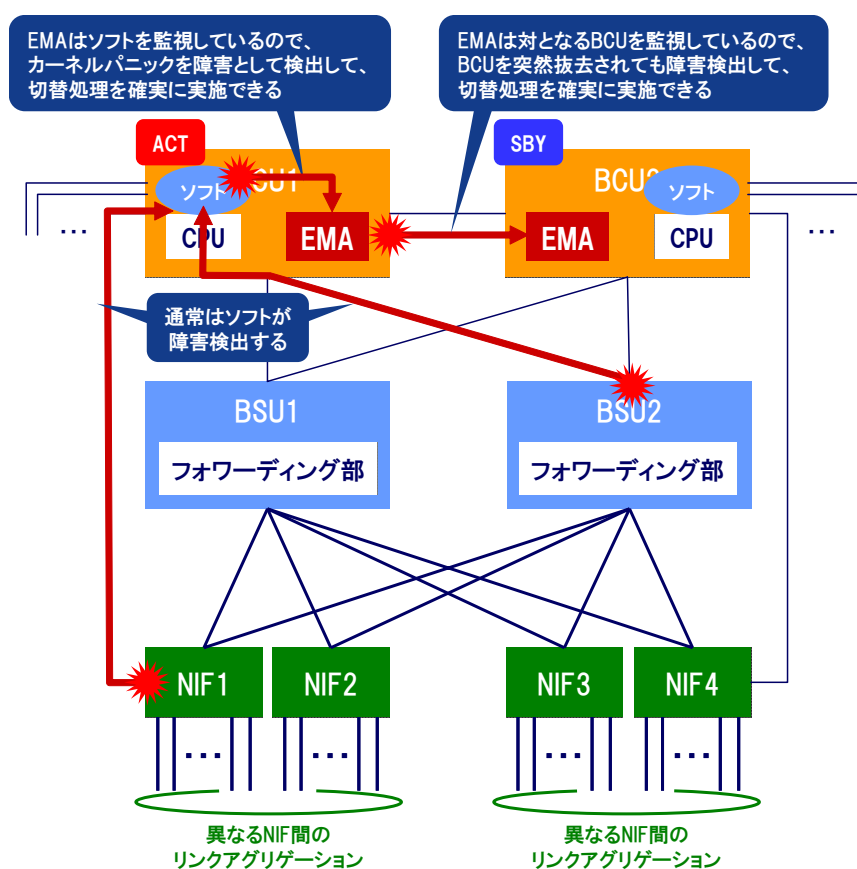 EMAはソフトを監視しているので、
カーネルパニックを障害として検出して、
切替処理を確実に実施できる
EMAは対となるBCUを監視しているので、
BCUを突然抜去されても障害検出して、
切替処理を確実に実施できる
ACT
SBY
CU1
ソフト
CPU
EMA
BCU
ソフト
EMA
CPU
...
...
通常はソフトが
障害検出する
BSU1
フォワーディング部
BSU2
フォワーディング部
NIF1
NIF2
NIF3
NIF4
...
...
...
...
異なるNIF間の
リンクアグリゲーション
異なるNIF間の
リンクアグリゲーション